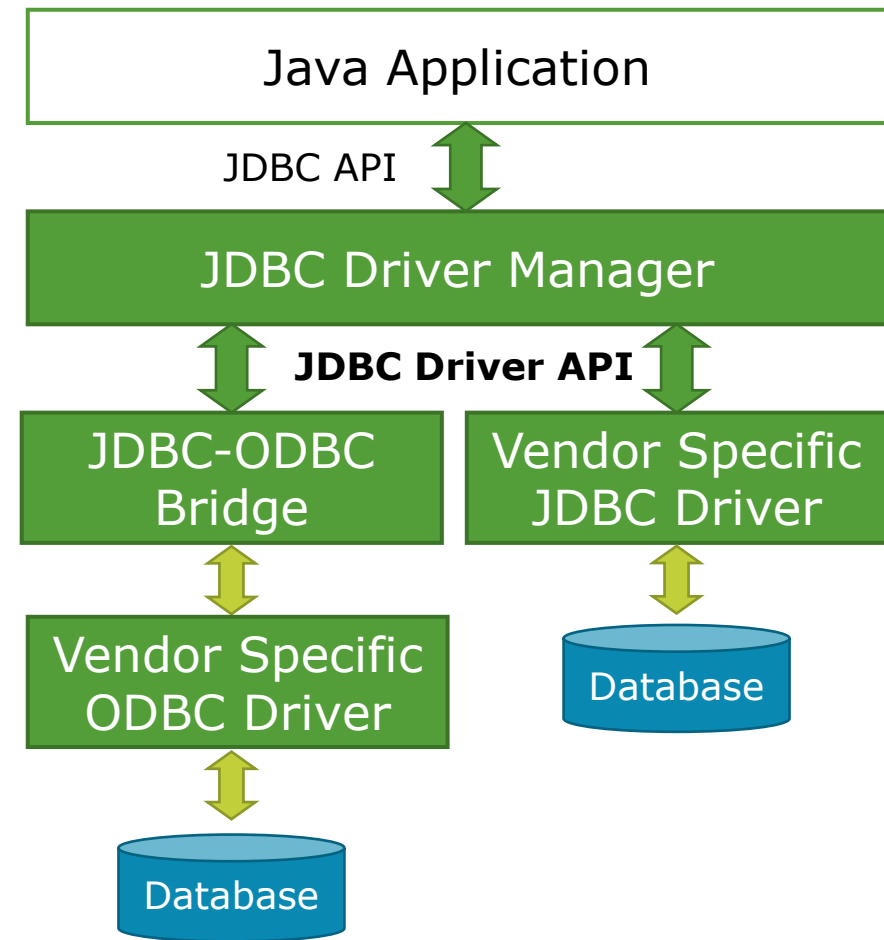 Java Application
JDBC API
JDBC Driver Manager
JDBC Driver API
JDBC-ODBC
Bridge
Vendor Specific
JDBC Driver
Vendor Specific
ODBC Driver
Database
Database